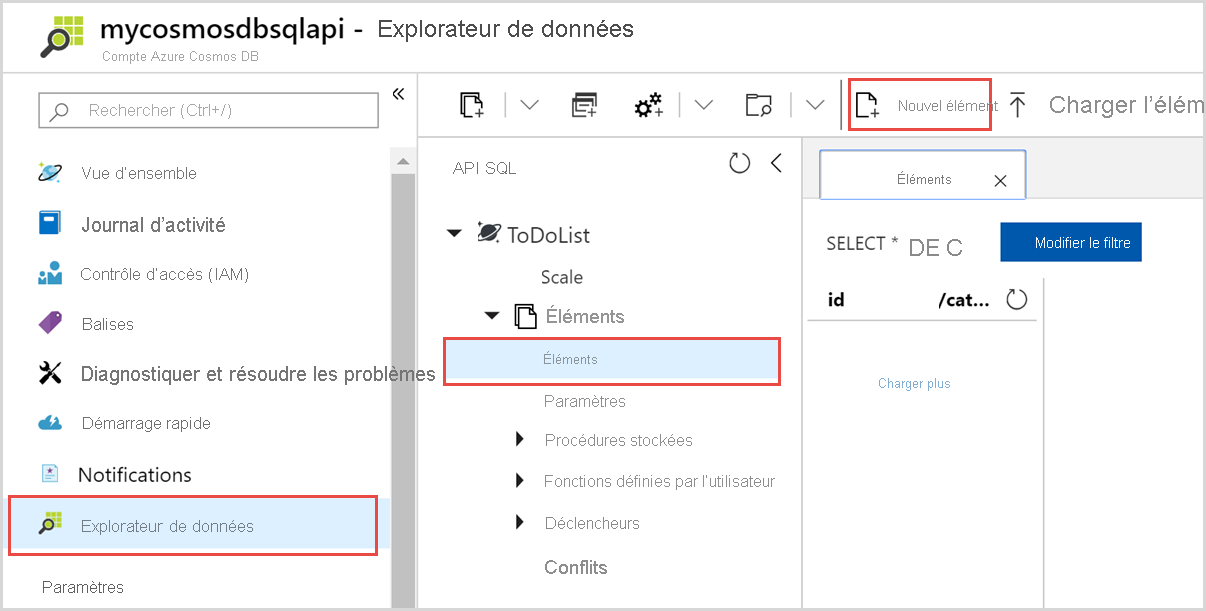 mycosmosdbsqlapi - Explorateur de données
Compte Azure Cosmos DB
Rechercher (Ctrl+/)
«
Vue d'ensemble
Journal d'activité
Contrôle d'accès (IAM)
Balises
Diagnostiquer et résoudre les problèmes
Démarrage rapide
Notifications
Explorateur de données
Paramètres
Nouvel élément
Charger l'élém
API SQL
ToDoList
Scale
Éléments
Éléments
Paramètres
Procédures stockées
Fonctions définies par l'utilisateur
Déclencheurs
Conflits
Éléments
SELECT * DE C
Modifier le filtre
id /cat...
Charger plus